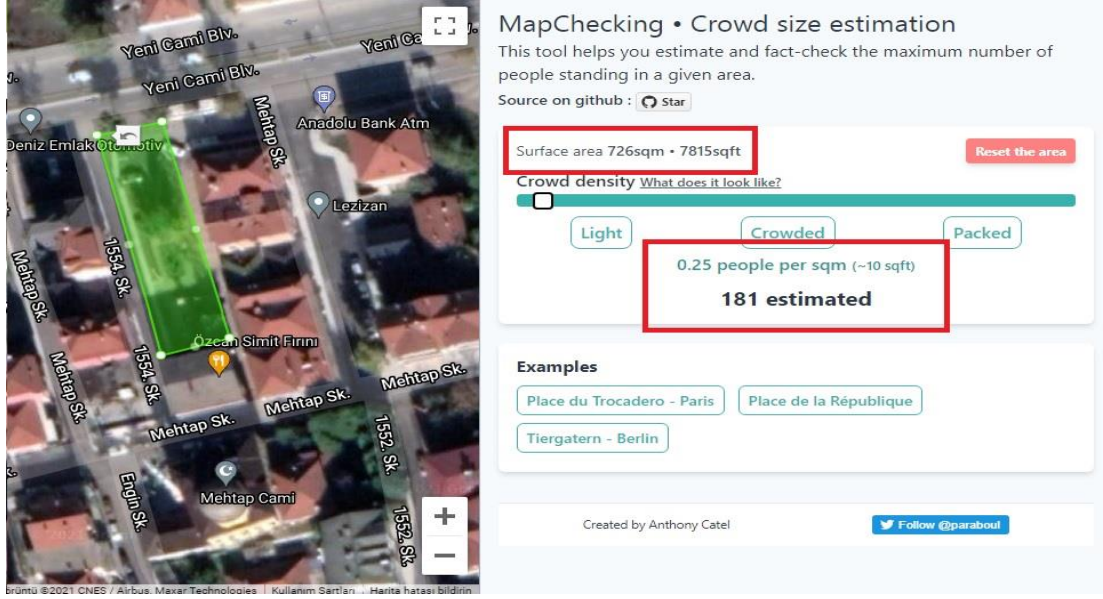 Yeni Cami Blv.
Yeni Ca
Yeni Cami Blv.
Mehtap Sk.
Anadolu Bank Atm
Deniz Emlak Otomotiv
Lezizan
1554. Sk.
Mehtap Sk.
Özcan Simit Fırını
1554. Sk.
Mehtap Sk.
Mehtap Sk.
Mehtap Sk.
Mehtap Sk.
1552. Sk.
Engin Sk.
Mehtap Cami
1552. Sk.
örüntü ©2021 CNES / Airbus, Maxar Technologies
Kullanım Şartları
Harita hatası bildirin
MapChecking • Crowd size estimation
This tool helps you estimate and fact-check the maximum number of
people standing in a given area.
Source on github : Star
Surface area 726sqm • 7815sqft
Reset the area
Crowd density What does it look like?
Light Crowded Packed
0.25 people per sqm (~10 sqft)
181 estimated
Examples
Place du Trocadero - Paris Place de la République
Tiergatern - Berlin
Created by Anthony Catel Follow @paraboul